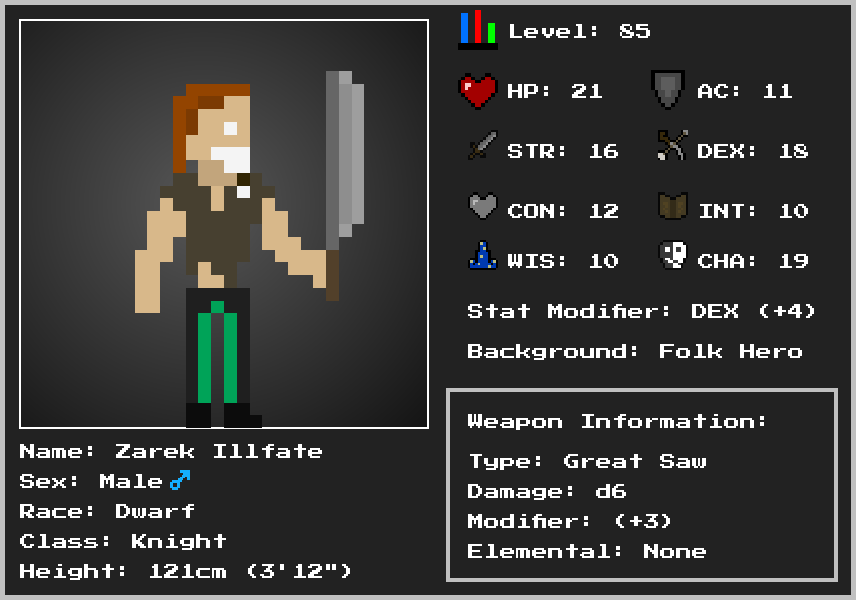 Level: 85
HP: 21 AC: 11
STR: 16 DEX: 18
CON: 12 INT: 10
WIS: 10 CHA: 19
Stat Modifier: DEX (+4)
Background: Folk Hero
Weapon Information:
Type: Great Saw
Damage: d6
Modifier: (+3)
Elemental: None
Name: Zarek Illfate
Sex: Male♂
Race: Dwarf
Class: Knight
Height: 121cm (3'12")